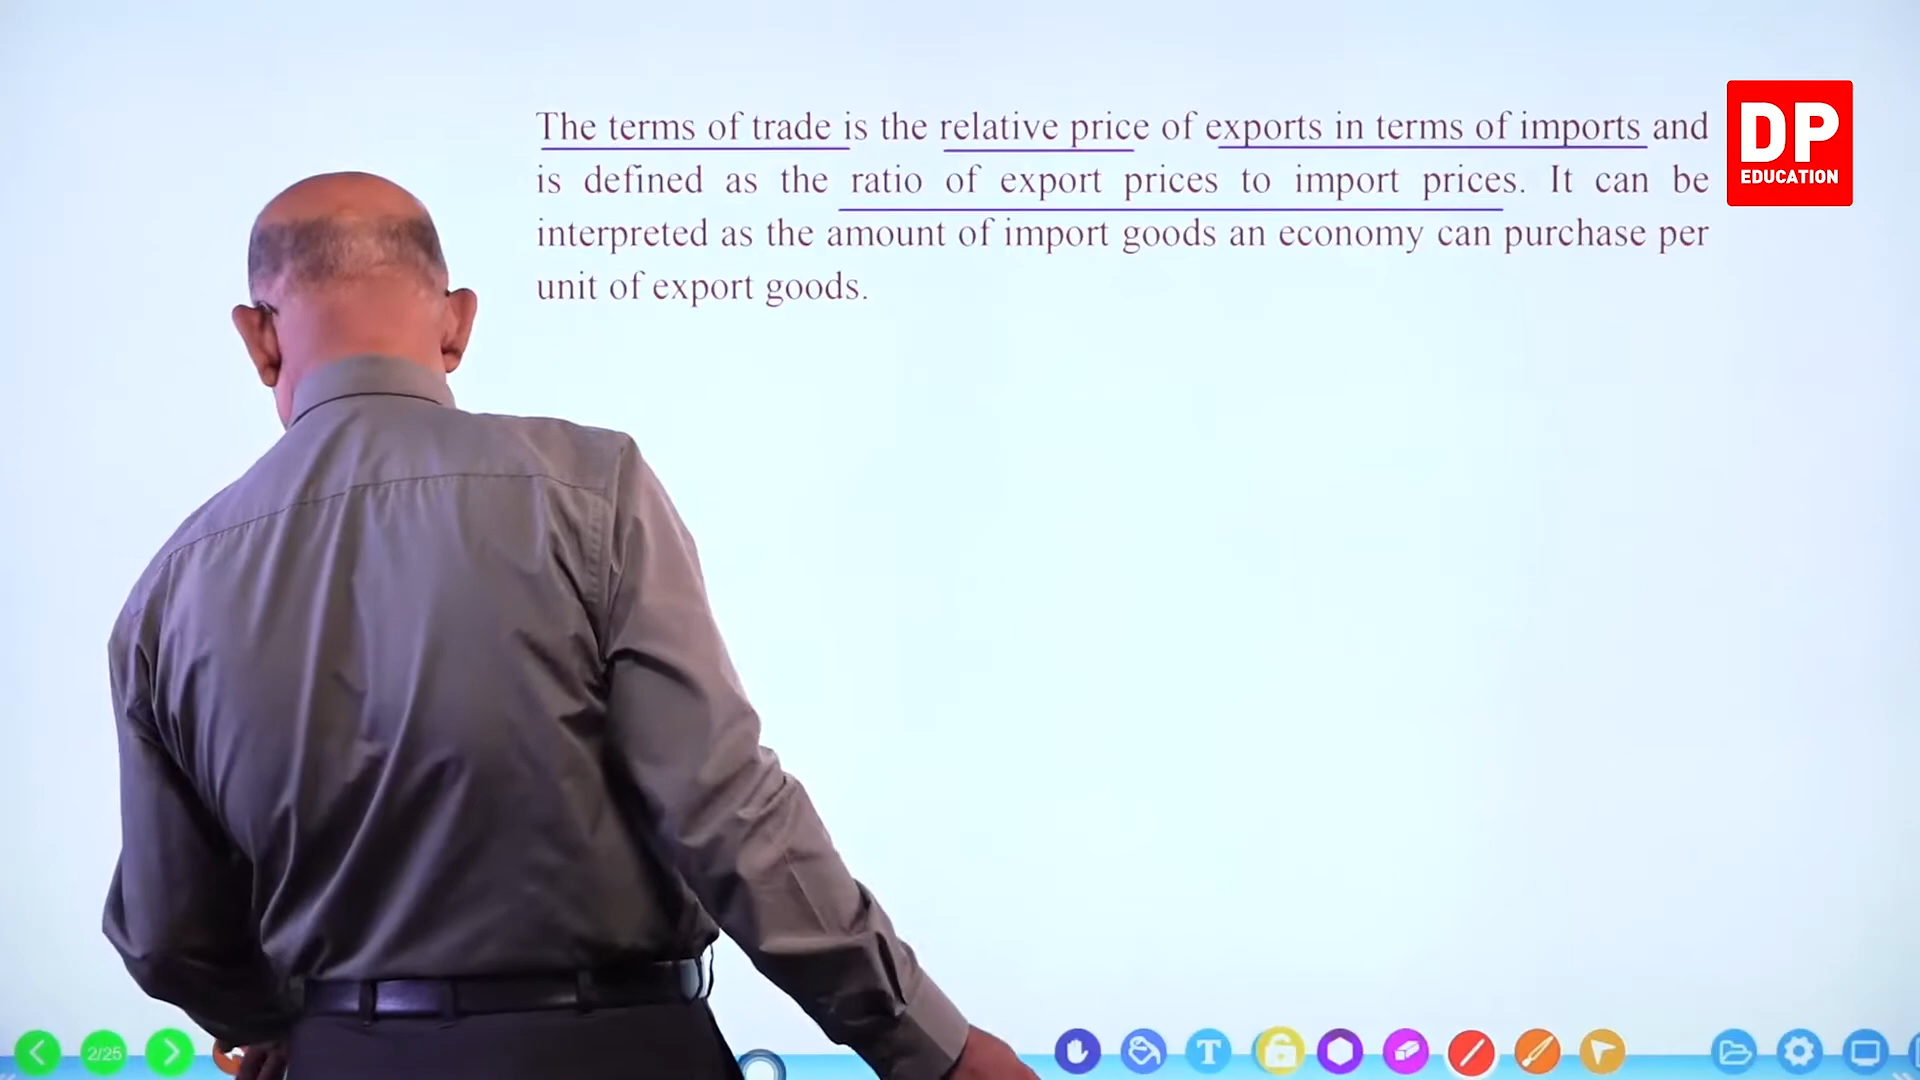 The terms of trade is the relative price of exports in terms of imports and
is defined as the ratio of export prices to import prices. It can be
interpreted as the amount of import goods an economy can purchase per
unit of export goods.
DP
EDUCATION
2/25
T